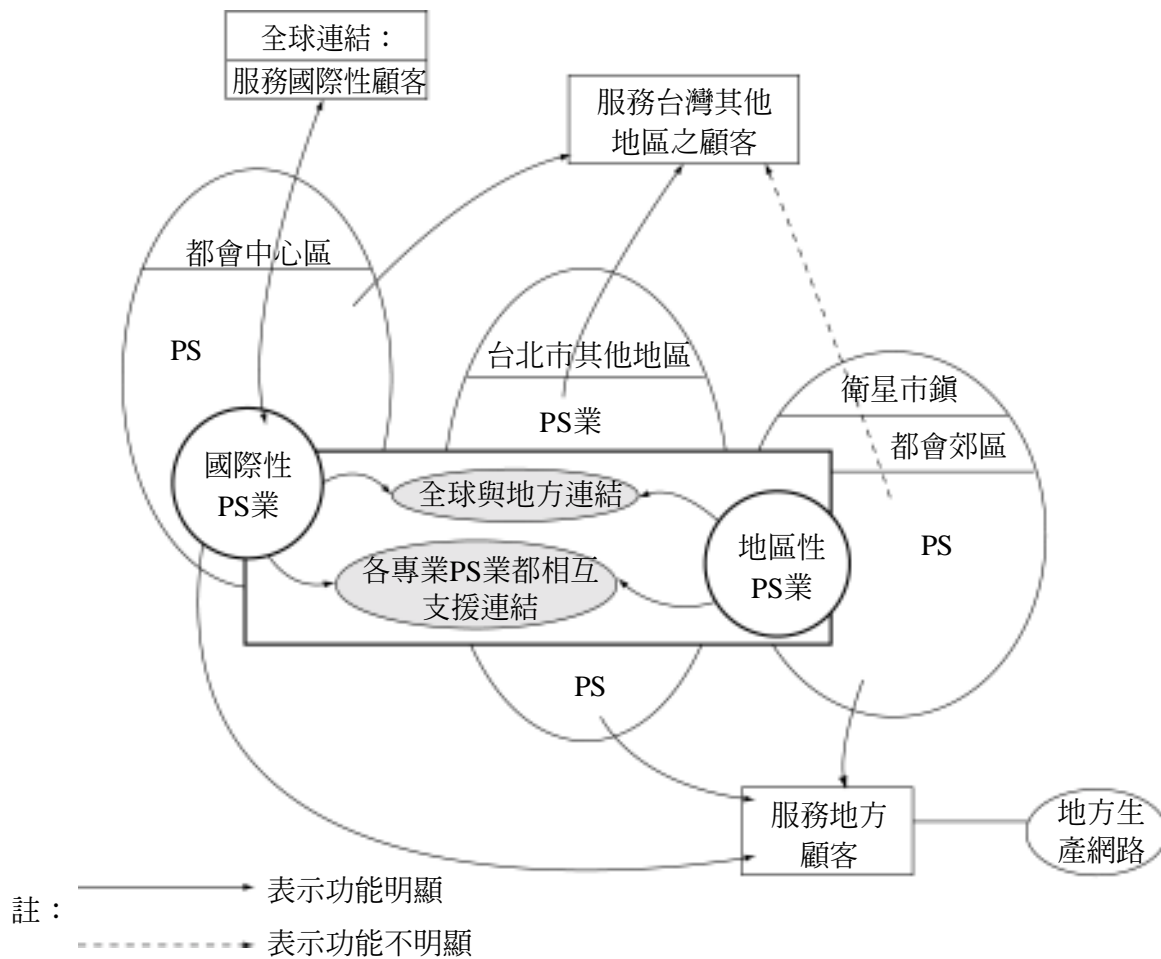 全球連結：
服務國際性顧客
服務台灣其他
地區之顧客
都會中心區
PS
台北市其他地區
PS業
衛星市鎮
都會郊區
PS
國際性
PS業
全球與地方連結
各專業PS業都相互
支援連結
地區性
PS業
PS
服務地方
顧客
地方生
產網路
註：
表示功能明顯
表示功能不明顯